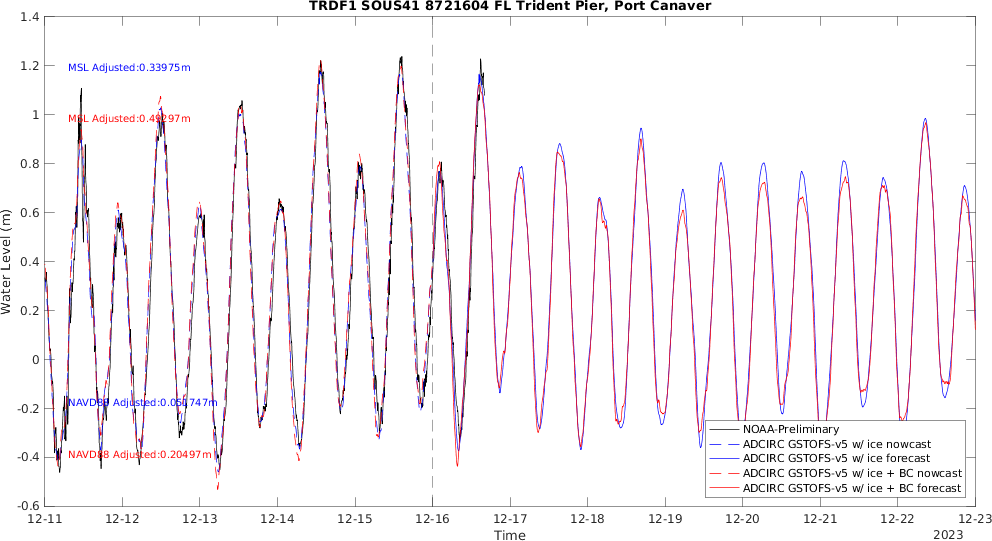 TRDF1 SOUS41 8721604 FL Trident Pier, Port Canaver
1.4
1.2
1
0.8
0.6
0.4
0.2
0
-0.2
-0.4
-0.6
Water Level (m)
MSL Adjusted:0.33975m
MSL Adjusted:0.49297m
NAVD88 Adjusted:0.051747m
NAVD88 Adjusted:0.20497m
NOAA-Preliminary
ADCIRC GSTOFS-v5 w/ ice nowcast
ADCIRC GSTOFS-v5 w/ ice forecast
ADCIRC GSTOFS-v5 w/ ice + BC nowcast
ADCIRC GSTOFS-v5 w/ ice + BC forecast
12-11 12-12 12-13 12-14 12-15 12-16 12-17 12-18 12-19 12-20 12-21 12-22 12-23
Time
2023